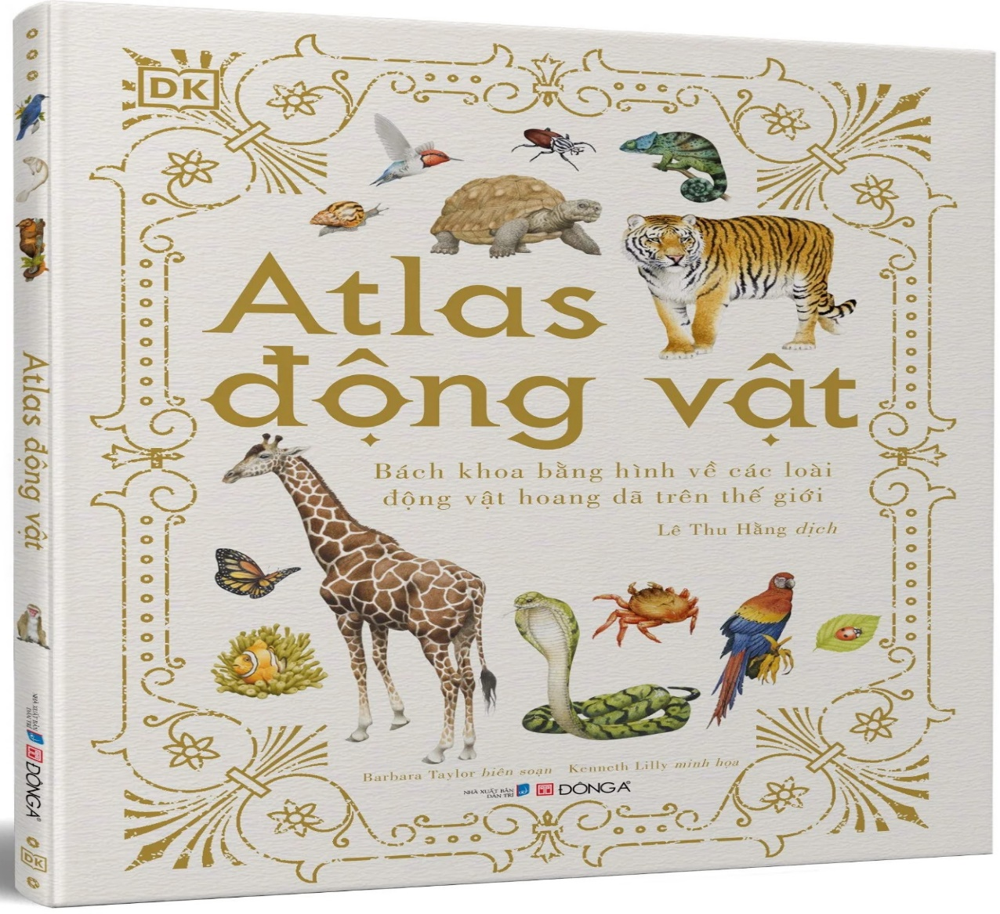 DK
Atlas
động vật
Bách khoa bằng hình về các loài
động vật hoang dã trên thế giới
Lê Thu Hằng dịch
Barbara Taylor biên soạn Kenneth Lilly minh họa
NHÀ XUẤT BẢN
DÂN TRÍ
ĐÔNG A®
Atlas động vật
NHÀ XUẤT BẢN
DÂN TRÍ
ĐÔNG A®
DK